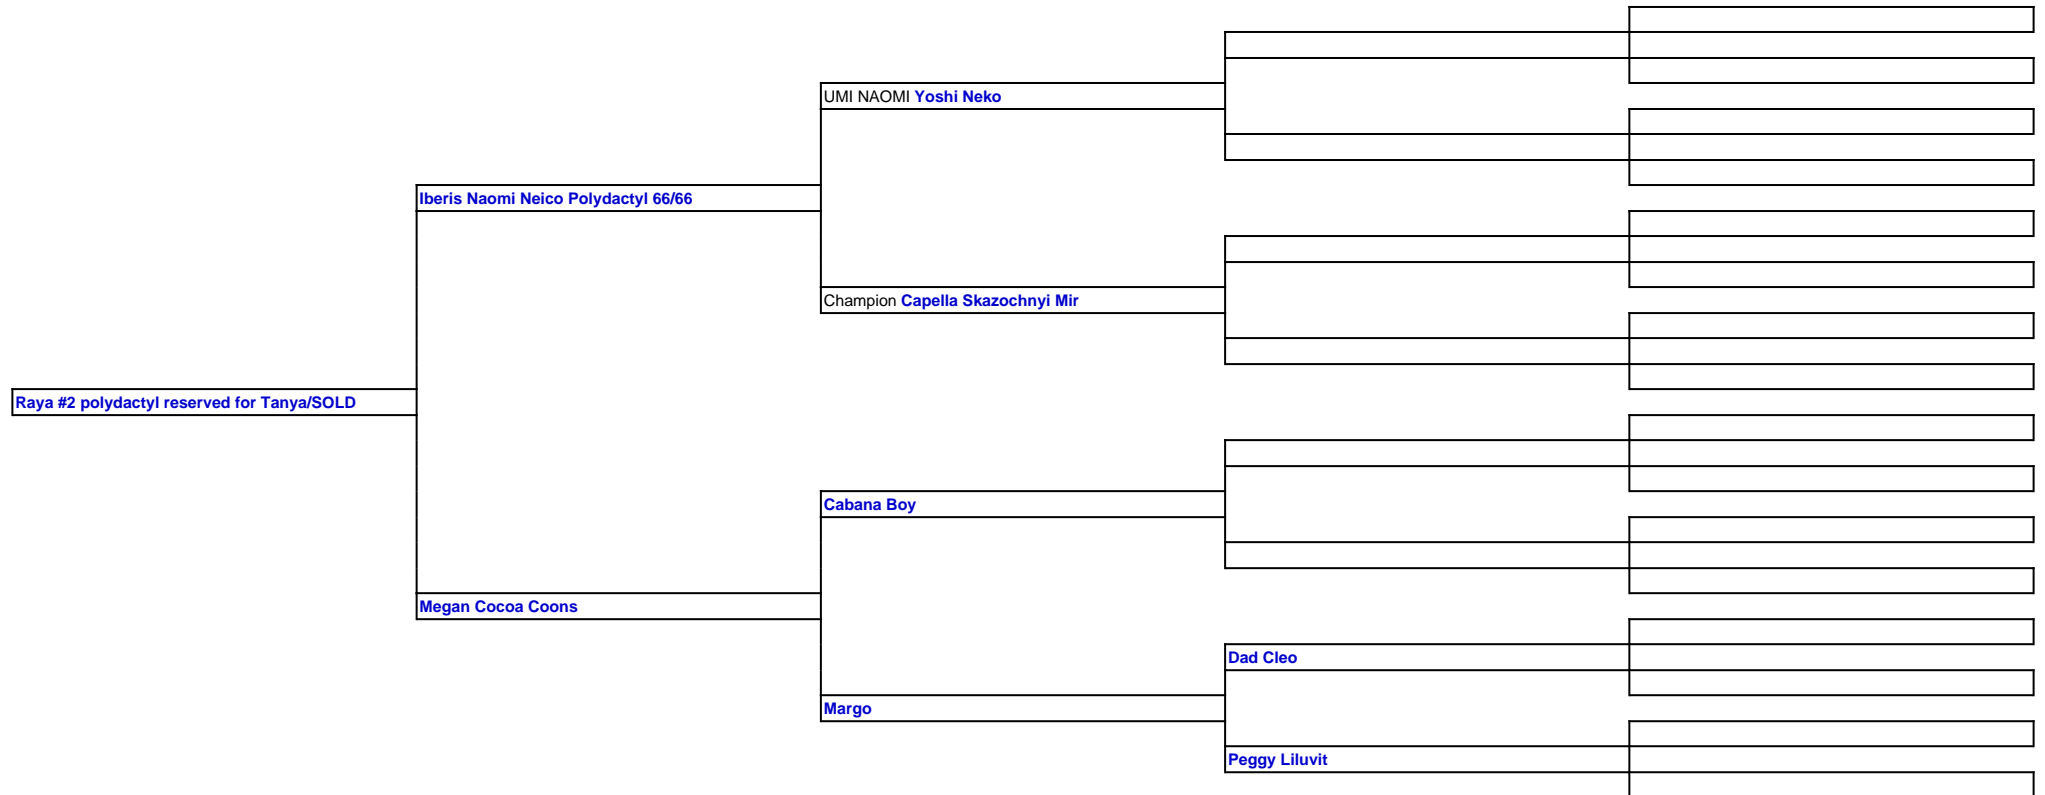 UMI NAOMI Yoshi Neko
Iberis Naomi Neico Polydactyl 66/66
Champion Capella Skazochnyi Mir
Raya #2 polydactyl reserved for Tanya/SOLD
Cabana Boy
Megan Cocoa Coons
Dad Cleo
Margo
Peggy Liluvit